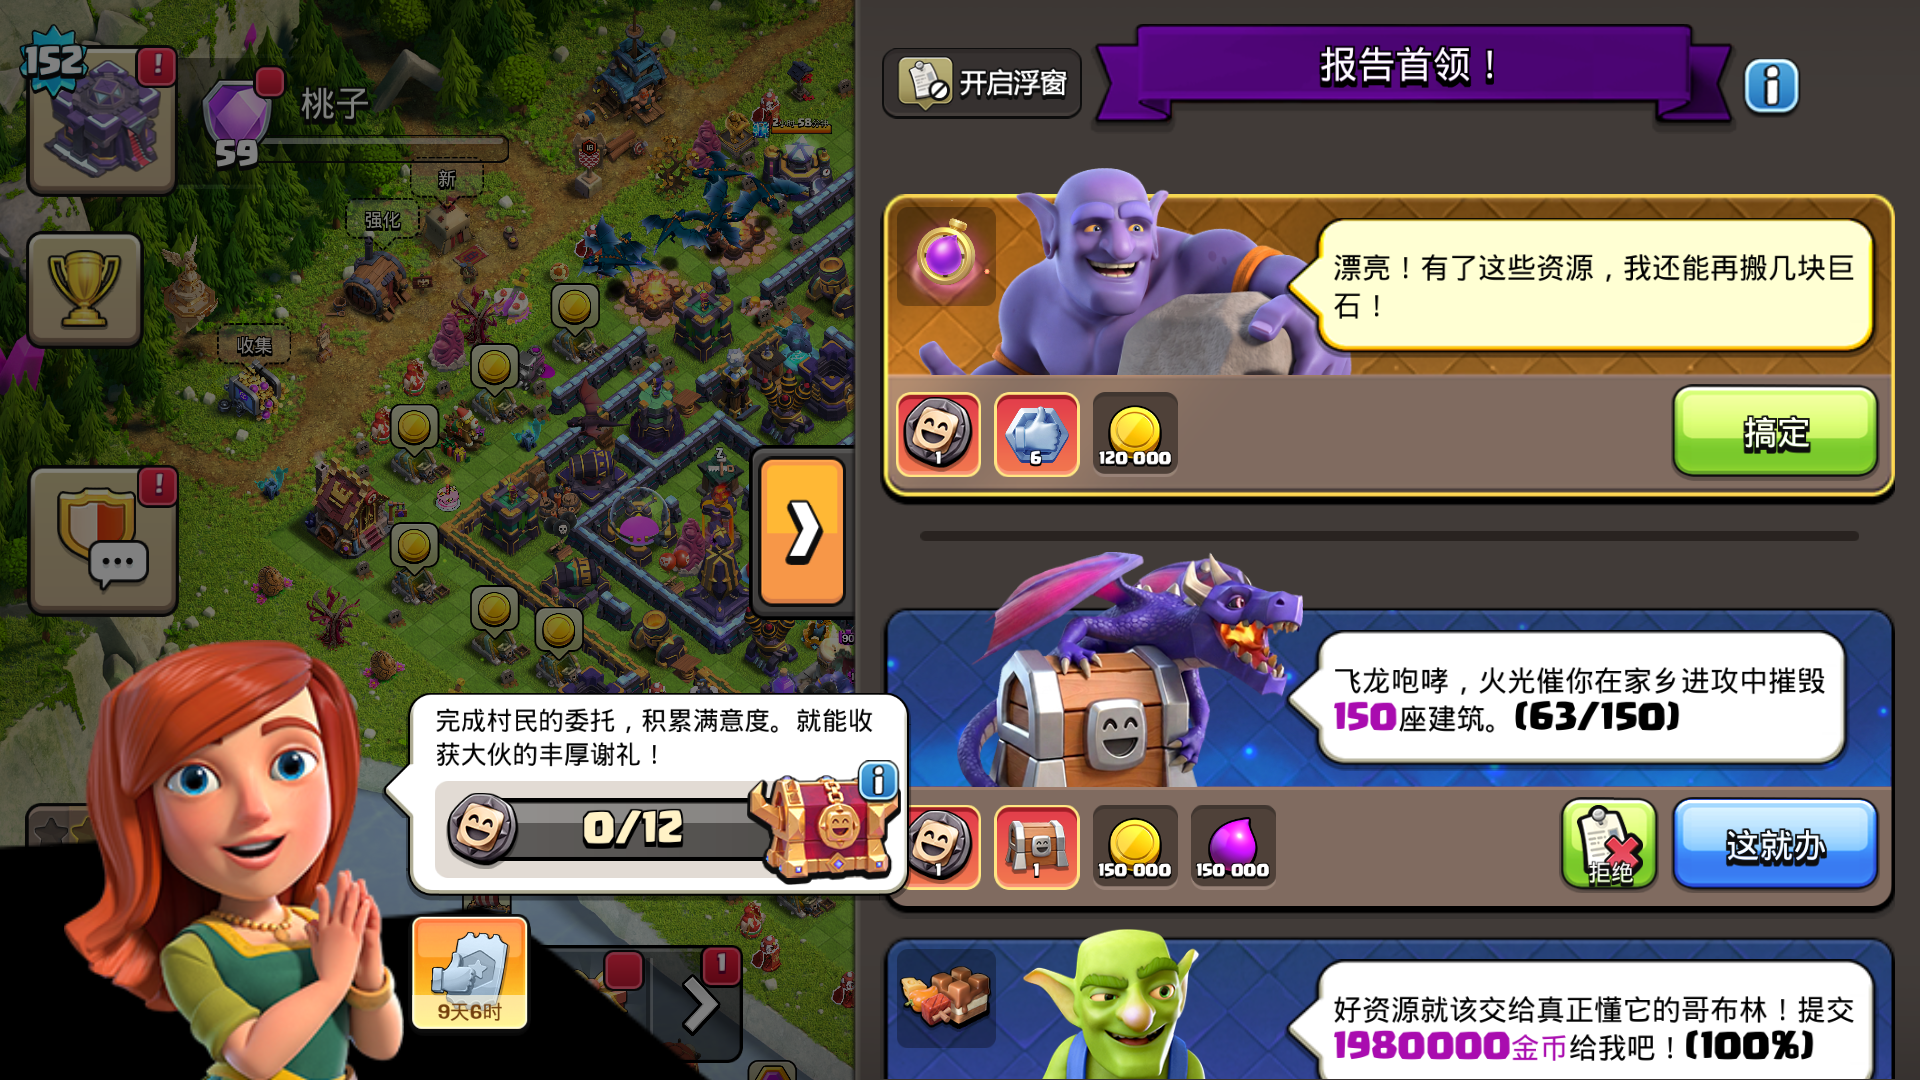 152
!
桃子
59
新
强化
收集
!
2小时58分钟
完成村民的委托，积累满意度。就能收
获大伙的丰厚谢礼！
0/12
9天6时
1
开启浮窗
报告首领！
漂亮！有了这些资源，我还能再搬几块巨
石！
1
6
120 000
搞定
飞龙咆哮，火光催你在家乡进攻中摧毁
150座建筑。(63/150)
1
1
150 000
150 000
拒绝
这就办
好资源就该交给真正懂它的哥布林！提交
1980000金币给我吧！(100%)